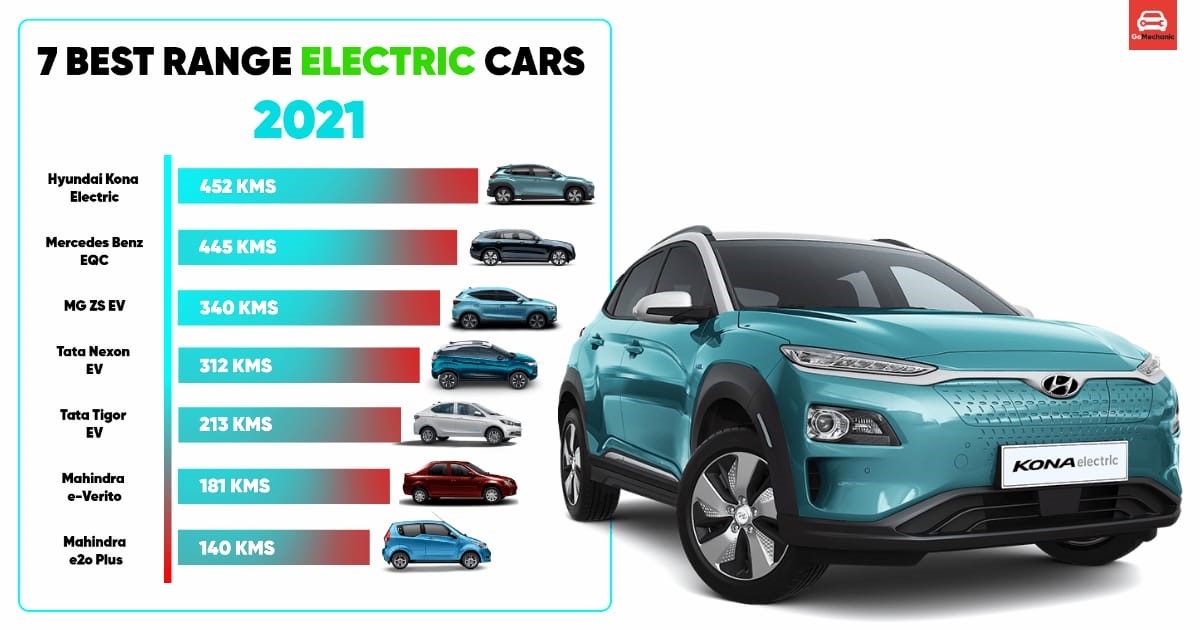 GoMechanic
7 BEST RANGE ELECTRIC CARS
2021
Hyundai Kona
Electric
452 KMS
Mercedes Benz
EQC
445 KMS
MG ZS EV
340 KMS
Tata Nexon
EV
312 KMS
Tata Tigor
EV
213 KMS
Mahindra
e-Verito
181 KMS
Mahindra
e2o Plus
140 KMS
KONA electric